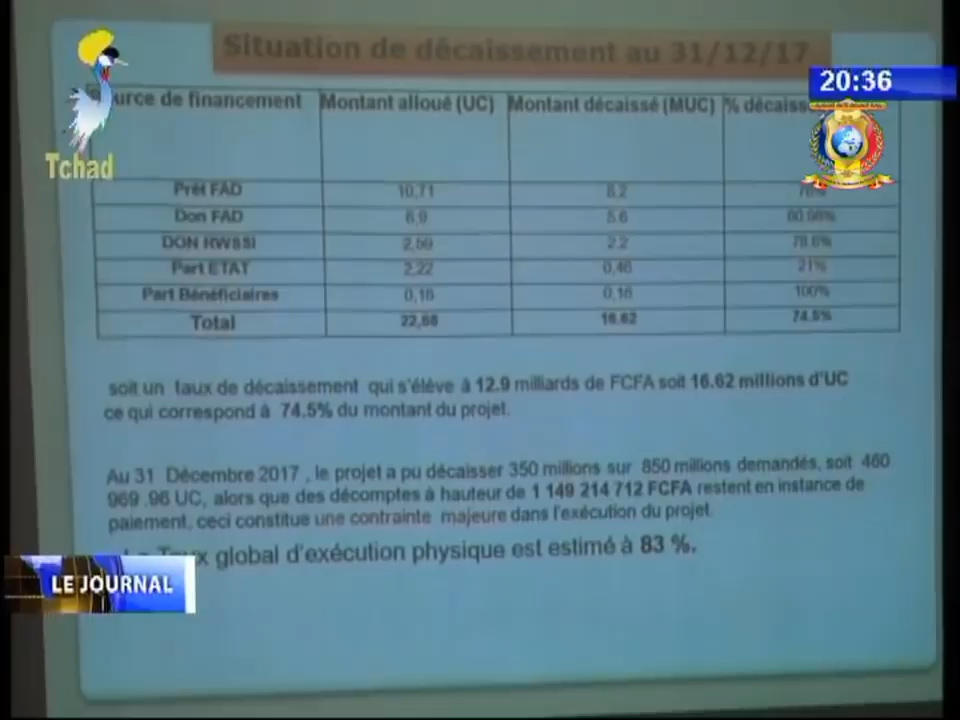 Situation de décaissement au 31/12/17
20:36
Tchad
urce de financement Montant alloué (UC) Montant décaissé (MUC) % décaiss
Prêt FAD 10,71 8.2
Don FAD 6,9 5.6
DON RWSSI 2,2
Part ETAT 2,22 0,46 21%
Part Bénéficiaires 0,16 0,16 100%
Total 16.62 74.5%
soit un taux de décaissement qui s'élève à 12.9 milliards de FCFA soit 16.62 millions d'UC
ce qui correspond à 74.5% du montant du projet.
Au 31 Décembre 2017 , le projet a pu décaisser 350 millions sur 850 millions demandés, soit 460
969 .96 UC, alors que des décomptes à hauteur de 1 149 214 712 FCFA restent en instance de
paiement, ceci constitue une contrainte majeure dans l'exécution du projet.
x global d'exécution physique est estimé à 83 %.
LE JOURNAL